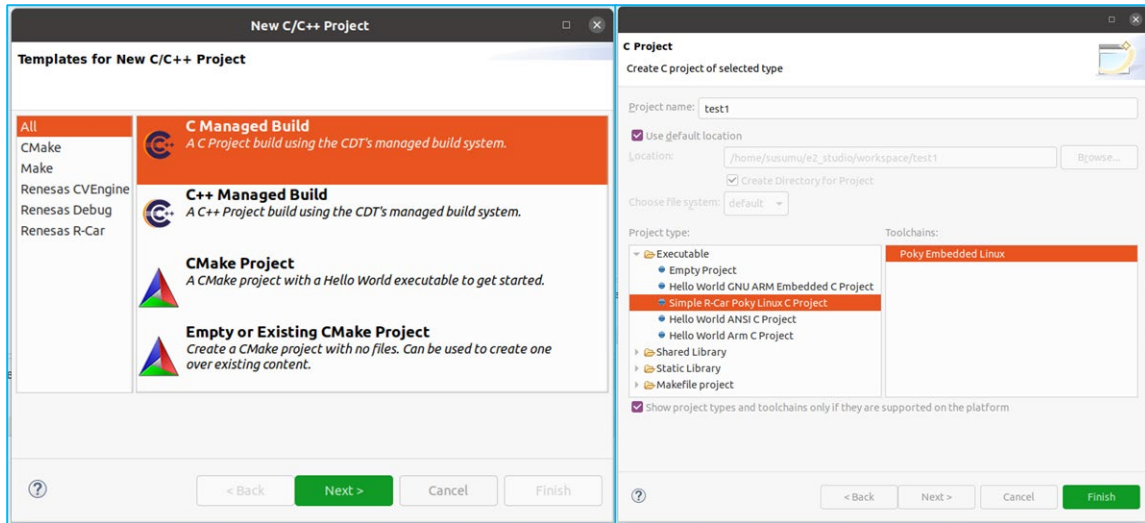 New C/C++ Project
Templates for New C/C++ Project
All
CMake
Make
Renesas CVEngine
Renesas Debug
Renesas R-Car
C Managed Build
A C Project build using the CDT's managed build system.
C++ Managed Build
A C++ Project build using the CDT's managed build system.
CMake Project
A CMake project with a Hello World executable to get started.
Empty or Existing CMake Project
Create a CMake project with no files. Can be used to create one
over existing content.
?
< Back
Next >
Cancel
Finish
C Project
Create C project of selected type
Project name:
test1
Use default location
Location:
/home/susumu/e2_studio/workspace/test1
Browse...
Create Directory for Project
Choose file system:
default
Project type:
Executable
Empty Project
Hello World GNU ARM Embedded C Project
Simple R-Car Poky Linux C Project
Hello World ANSI C Project
Hello World Arm C Project
Shared Library
Static Library
Makefile project
Toolchains:
Poky Embedded Linux
Show project types and toolchains only if they are supported on the platform
?
< Back
Next >
Cancel
Finish